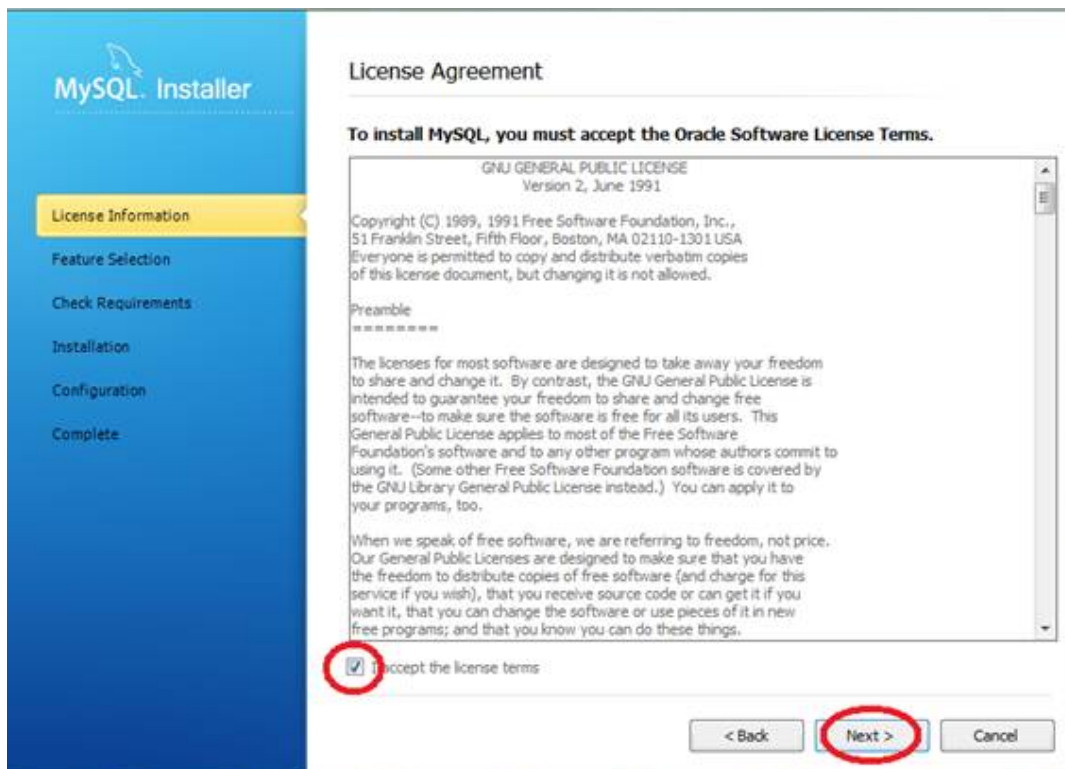 MySQL. Installer
License Information
Feature Selection
Check Requirements
Installation
Configuration
Complete
License Agreement
To install MySQL, you must accept the Oracle Software License Terms.
GNU GENERAL PUBLIC LICENSE
Version 2, June 1991
Copyright (C) 1989, 1991 Free Software Foundation, Inc.,
51 Franklin Street, Fifth Floor, Boston, MA 02110-1301 USA
Everyone is permitted to copy and distribute verbatim copies
of this license document, but changing it is not allowed.
Preamble
========
The licenses for most software are designed to take away your freedom
to share and change it. By contrast, the GNU General Public License is
intended to guarantee your freedom to share and change free
software--to make sure the software is free for all its users. This
General Public License applies to most of the Free Software
Foundation's software and to any other program whose authors commit to
using it. (Some other Free Software Foundation software is covered by
the GNU Library General Public License instead.) You can apply it to
your programs, too.
When we speak of free software, we are referring to freedom, not price.
Our General Public Licenses are designed to make sure that you have
the freedom to distribute copies of free software (and charge for this
service if you wish), that you receive source code or can get it if you
want it, that you can change the software or use pieces of it in new
free programs; and that you know you can do these things.
I accept the license terms
< Back
Next >
Cancel